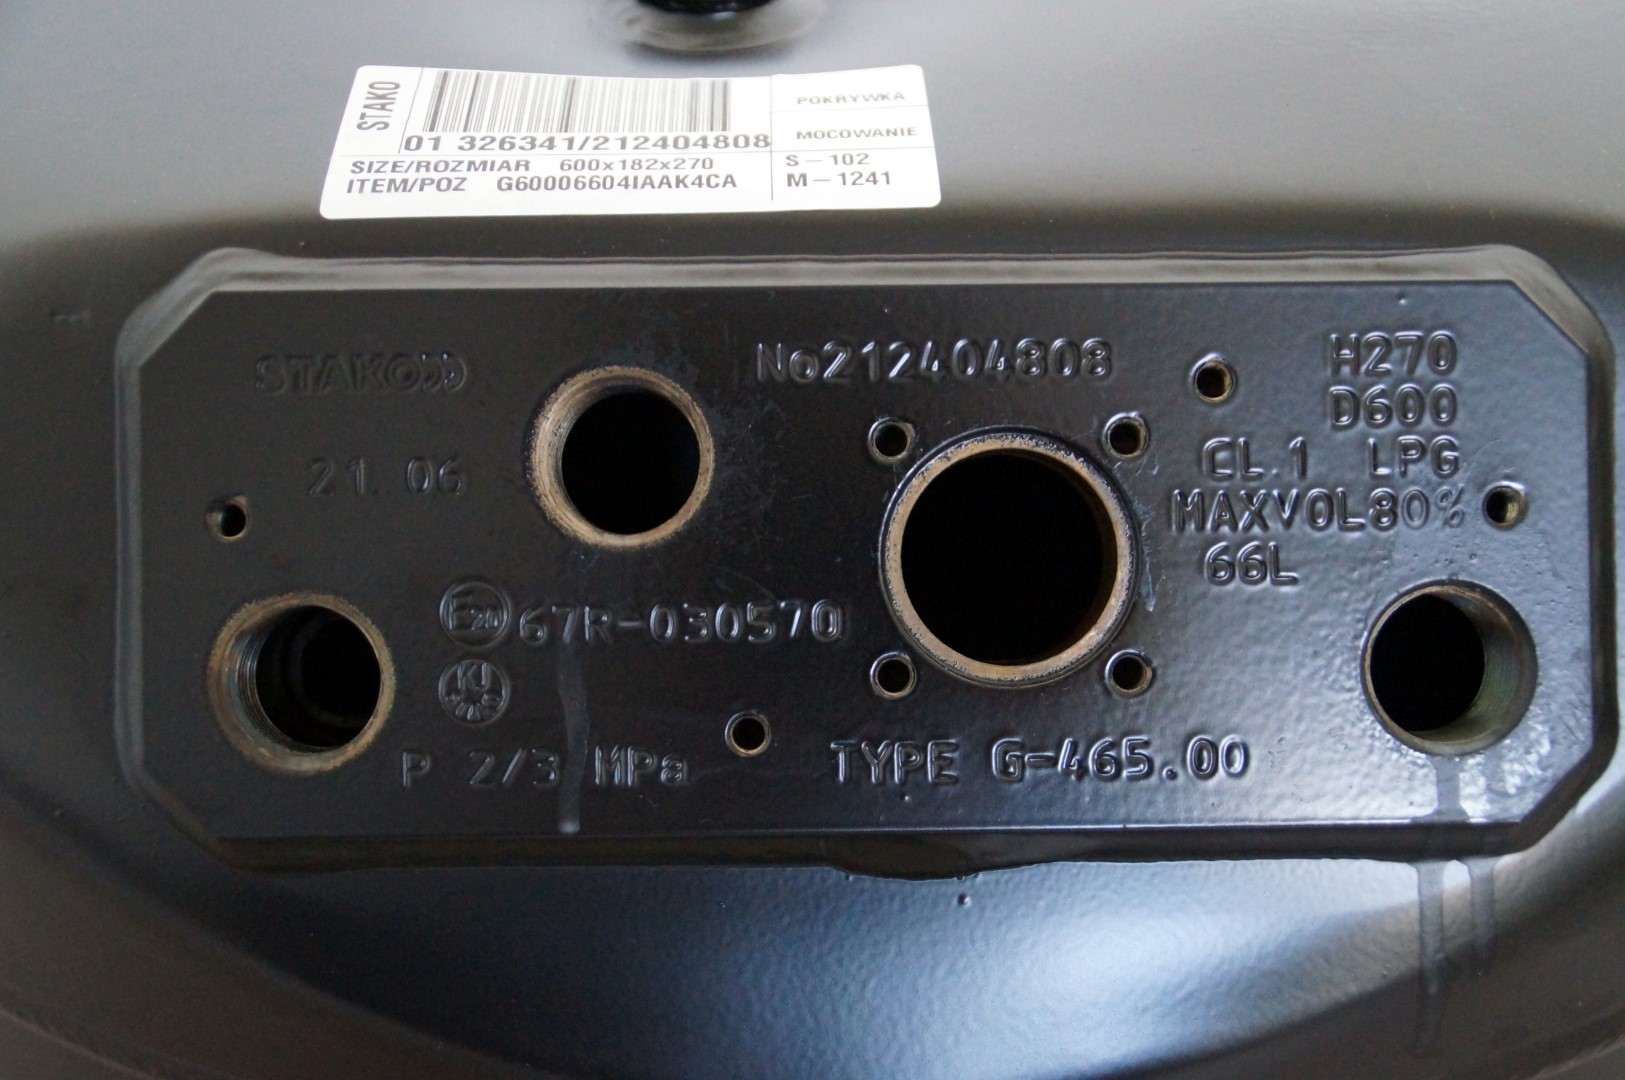 STAKO
01 326341/212404808
SIZE/ROZMIAR 600x182x270
ITEM/POZ G60006604IAAK4CA
POKRYWKA
MOCOWANIE
S - 102
M - 1241
STAKO
21 06
No212404808
H270
D600
CL.1 LPG
MAXVOL80%
66L
E20 67R-030570
KJ
P 2/3 MPa
TYPE G-465.00